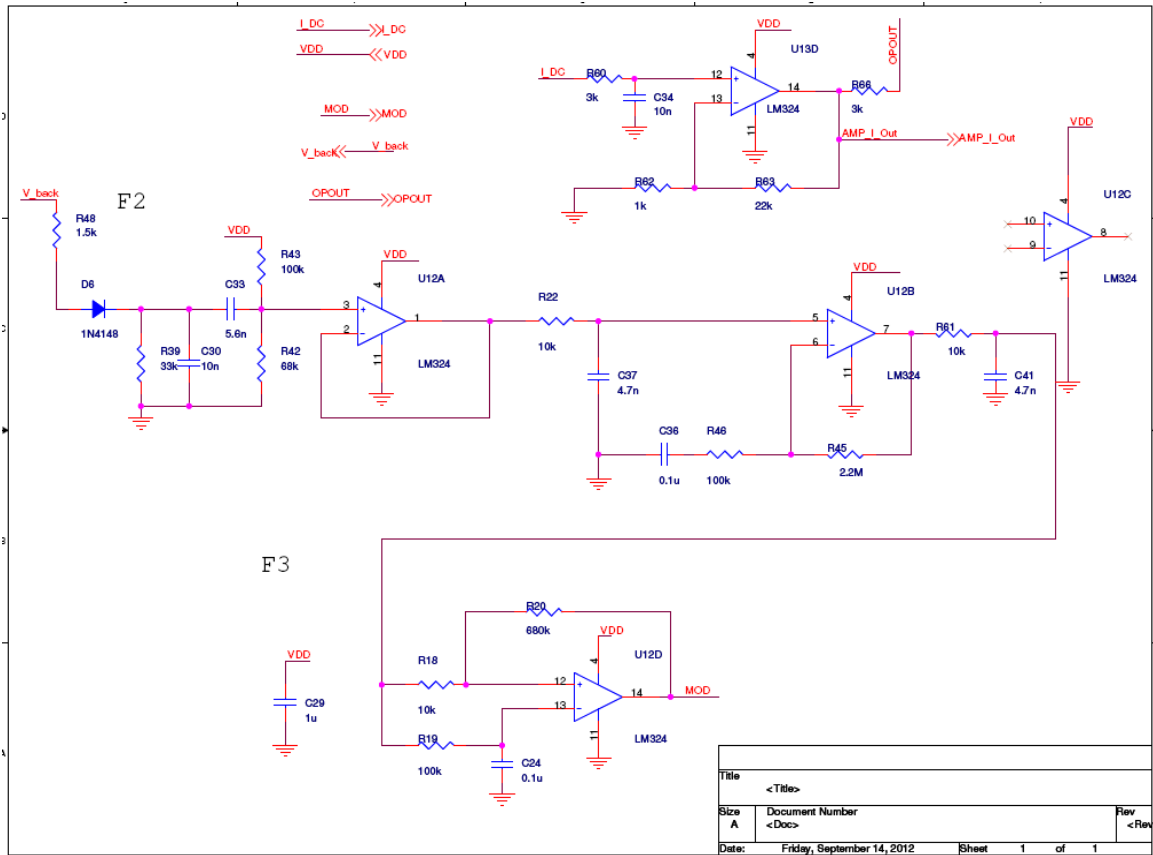 I_DC
I_DC
VDD
VDD
MOD
MOD
V_back
V_back
OPOUT
OPOUT
I_DC
R60
3k
C34
10n
12
13
4
11
14
VDD
U13D
LM324
R66
3k
OPOUT
AMP_I_Out
AMP_I_Out
R62
1k
R63
22k
VDD
U12C
10
9
4
11
8
LM324
V_back
F2
R48
1.5k
D6
1N4148
R39
33k
C30
10n
C33
5.6n
VDD
R43
100k
R42
68k
VDD
U12A
3
2
4
11
1
LM324
R22
10k
C37
4.7n
C36
0.1u
R46
100k
VDD
U12B
5
6
4
11
7
LM324
R45
2.2M
R61
10k
C41
4.7n
F3
VDD
C29
1u
R20
680k
R18
10k
R19
100k
C24
0.1u
VDD
U12D
12
13
4
11
14
LM324
MOD
Title
<Title>
Size
A
Document Number
<Doc>
Rev
<Rev
Date:
Friday, September 14, 2012
Sheet 1 of 1